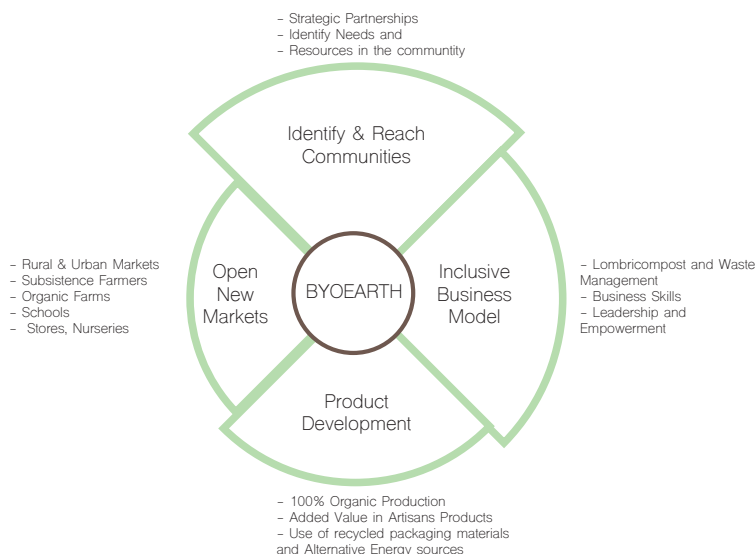 - Strategic Partnerships
- Identify Needs and
- Resources in the communtity
Identify & Reach
Communities
- Rural & Urban Markets
- Subsistence Farmers
- Organic Farms
- Schools
- Stores, Nurseries
Open
New
Markets
BYOEARTH
Inclusive
Business
Model
- Lombricompost and Waste
Management
- Business Skills
- Leadership and
Empowerment
Product
Development
- 100% Organic Production
- Added Value in Artisans Products
- Use of recycled packaging materials
and Alternative Energy sources